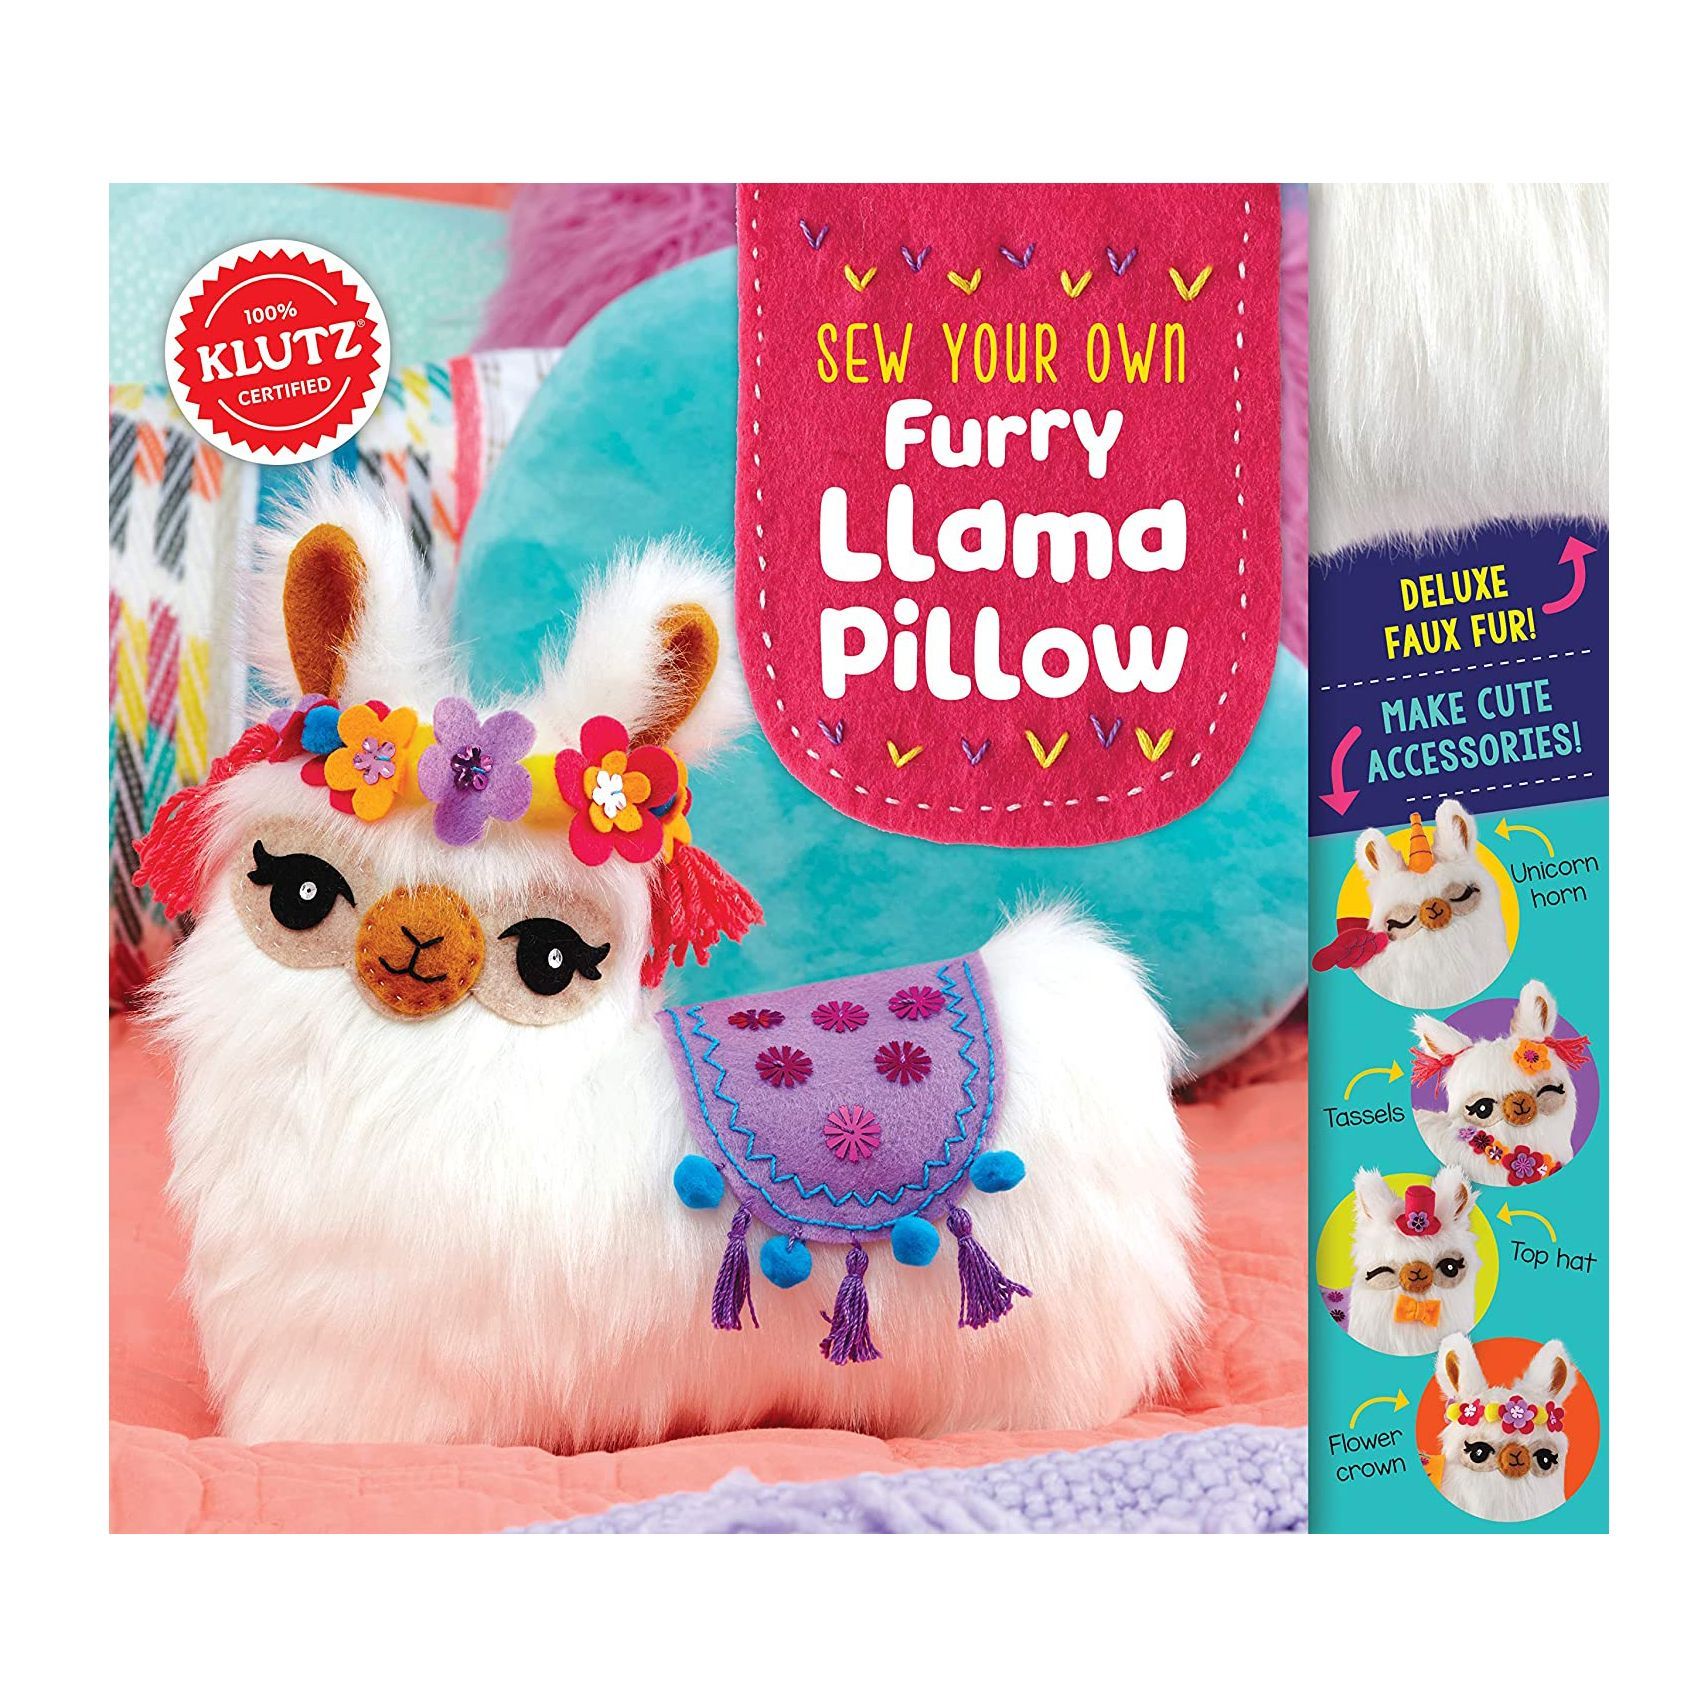 100%
KLUTZ®
CERTIFIED
SEW YOUR OWN
Furry
Llama
Pillow
DELUXE
FAUX FUR!
MAKE CUTE
ACCESSORIES!
Unicorn
horn
Tassels
Top hat
Flower
crown